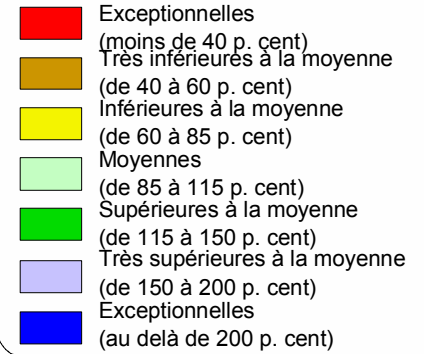 Exceptionnelles
(moins de 40 p. cent)
Très inférieures à la moyenne
(de 40 à 60 p. cent)
Inférieures à la moyenne
(de 60 à 85 p. cent)
Moyennes
(de 85 à 115 p. cent)
Supérieures à la moyenne
(de 115 à 150 p. cent)
Très supérieures à la moyenne
(de 150 à 200 p. cent)
Exceptionnelles
(au delà de 200 p. cent)